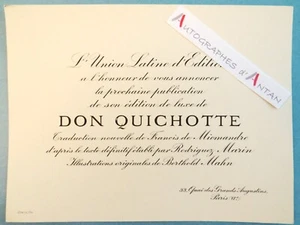 L'Union Latine d'Editions
a l'honneur de vous annoncer
la prochaine publication
de son édition de luxe de
DON QUICHOTTE
Traduction nouvelle de Francis de Miomandre
d'après le texte définitif établi par Rodriguez Marin
Illustrations originales de Berthold Mahn
33, Quai des Grands-Augustins
Paris
AUTOGRAPHES d'ANTAN